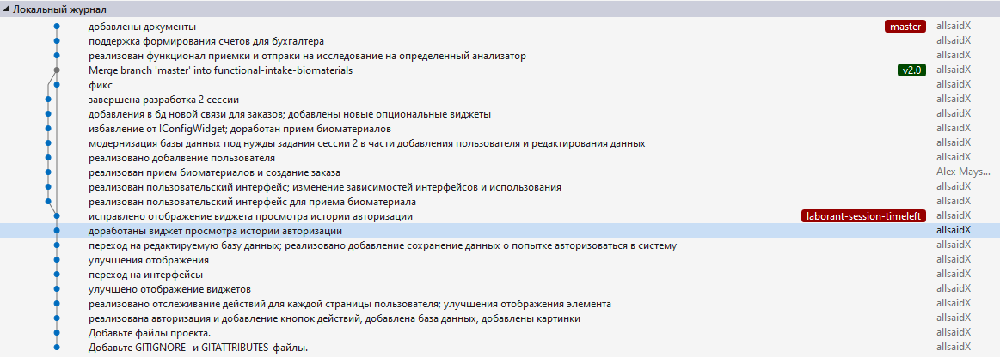 Локальный журнал
добавлены документы master allsaidX
поддержка формирования счетов для бухгалтера allsaidX
реализован функционал приемки и отпраки на исследование на определенный анализатор allsaidX
Merge branch 'master' into functional-intake-biomaterials v2.0 allsaidX
фикс allsaidX
завершена разработка 2 сессии allsaidX
добавления в бд новой связи для заказов; добавлены новые опциональные виджеты allsaidX
избавление от IConfigWidget; доработан прием биоматериалов allsaidX
модернизация базы данных под нужды задания сессии 2 в части добавления пользователя и редактирования данных allsaidX
реализовано добалвение пользователя allsaidX
реализован прием биоматериалов и создание заказа Alex Mays...
реализован пользовательский интерфейс; изменение зависимостей интерфейсов и использования allsaidX
реализован пользовательский интерфейс для приема биоматериала allsaidX
исправлено отображение виджета просмотра истории авторизации laborant-session-timeleft allsaidX
доработаны виджет просмотра истории авторизации allsaidX
переход на редактируемую базу данных; реализовано добавление сохранение данных о попытке авторизоваться в систему allsaidX
улучшения отображения allsaidX
переход на интерфейсы allsaidX
улучшено отображение виджетов allsaidX
реализовано отслеживание действий для каждой страницы пользователя; улучшения отображения элемента allsaidX
реализована авторизация и добавление кнопок действий, добавлена база данных, добавлены картинки allsaidX
Добавьте файлы проекта. allsaidX
Добавьте GITIGNORE- и GITATTRIBUTES-файлы. allsaidX